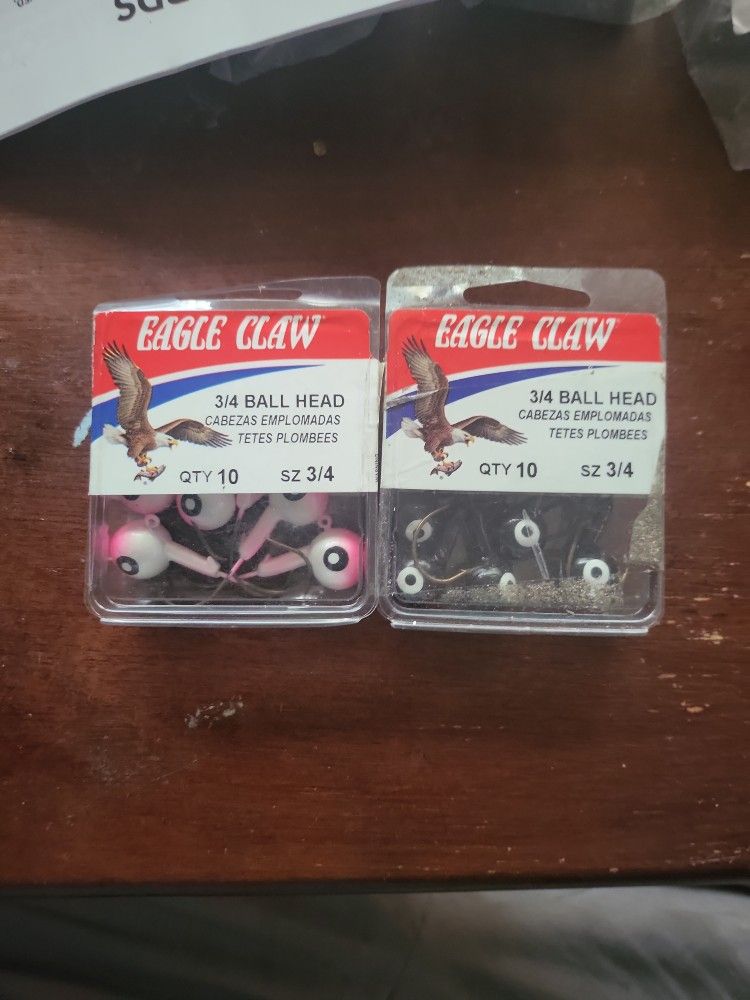 EAGLE CLAW
3/4 BALL HEAD
CABEZAS EMPLOMADAS
TETES PLOMBEES
QTY 10 SZ 3/4
EAGLE CLAW
3/4 BALL HEAD
CABEZAS EMPLOMADAS
TETES PLOMBEES
QTY 10 SZ 3/4